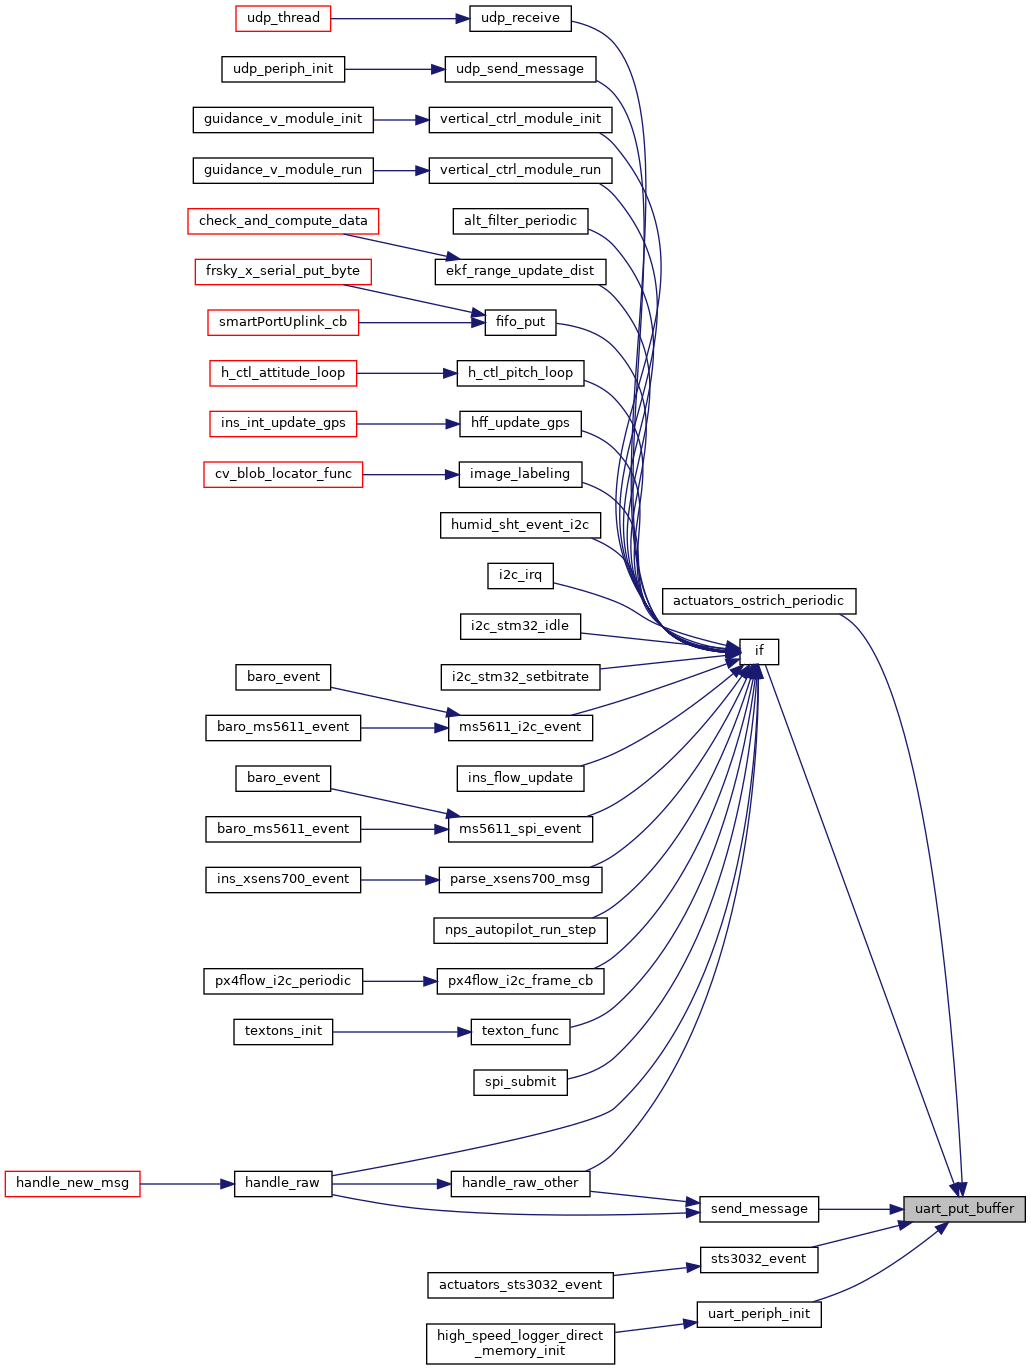 udp_thread
udp_receive
udp_periph_init
udp_send_message
guidance_v_module_init
vertical_ctrl_module_init
guidance_v_module_run
vertical_ctrl_module_run
check_and_compute_data
alt_filter_periodic
frsky_x_serial_put_byte
ekf_range_update_dist
smartPortUplink_cb
fifo_put
h_ctl_attitude_loop
h_ctl_pitch_loop
ins_int_update_gps
hff_update_gps
cv_blob_locator_func
image_labeling
humid_sht_event_i2c
i2c_irq
actuators_ostrich_periodic
i2c_stm32_idle
if
baro_event
i2c_stm32_setbitrate
baro_ms5611_event
ms5611_i2c_event
baro_event
ins_flow_update
baro_ms5611_event
ms5611_spi_event
ins_xsens700_event
parse_xsens700_msg
nps_autopilot_run_step
px4flow_i2c_periodic
px4flow_i2c_frame_cb
textons_init
texton_func
spi_submit
handle_new_msg
handle_raw
handle_raw_other
send_message
uart_put_buffer
sts3032_event
actuators_sts3032_event
uart_periph_init
high_speed_logger_direct
_memory_init